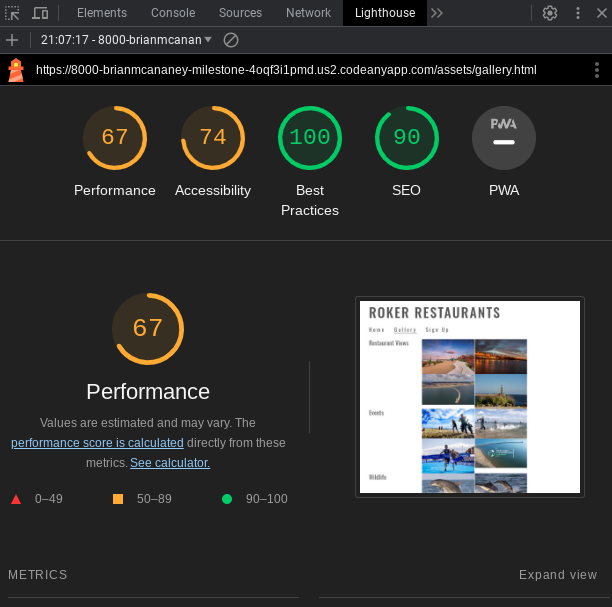 Elements Console Sources Network Lighthouse
21:07:17 - 8000-brianmcanan
https://8000-brianmcananey-milestone-4oqf3i1pmd.us2.codeanyapp.com/assets/gallery.html
67 74 100 90 PWA
Performance Accessibility Best Practices SEO PWA
67
Performance
Values are estimated and may vary. The
performance score is calculated directly from these
metrics. See calculator.
0–49 50–89 90–100
ROKER RESTAURANTS
Home Gallery Sign Up
Restaurant Views
Events
Wildlife
METRICS Expand view